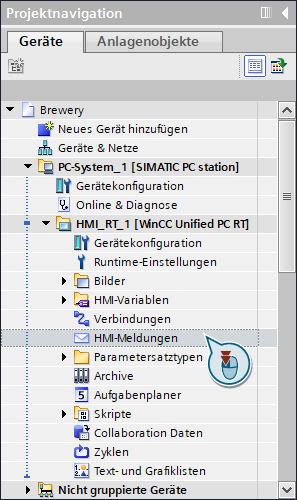 Projektnavigation
Geräte
Anlagenobjekte
Brewery
Neues Gerät hinzufügen
Geräte & Netze
PC-System_1 [SIMATIC PC station]
Gerätekonfiguration
Online & Diagnose
HMI_RT_1 [WinCC Unified PC RT]
Gerätekonfiguration
Runtime-Einstellungen
Bilder
HMI-Variablen
Verbindungen
HMI-Meldungen
Parametersatztypen
Archive
Aufgabenplaner
Skripte
Collaboration Daten
Zyklen
Text- und Grafiklisten
Nicht gruppierte Geräte